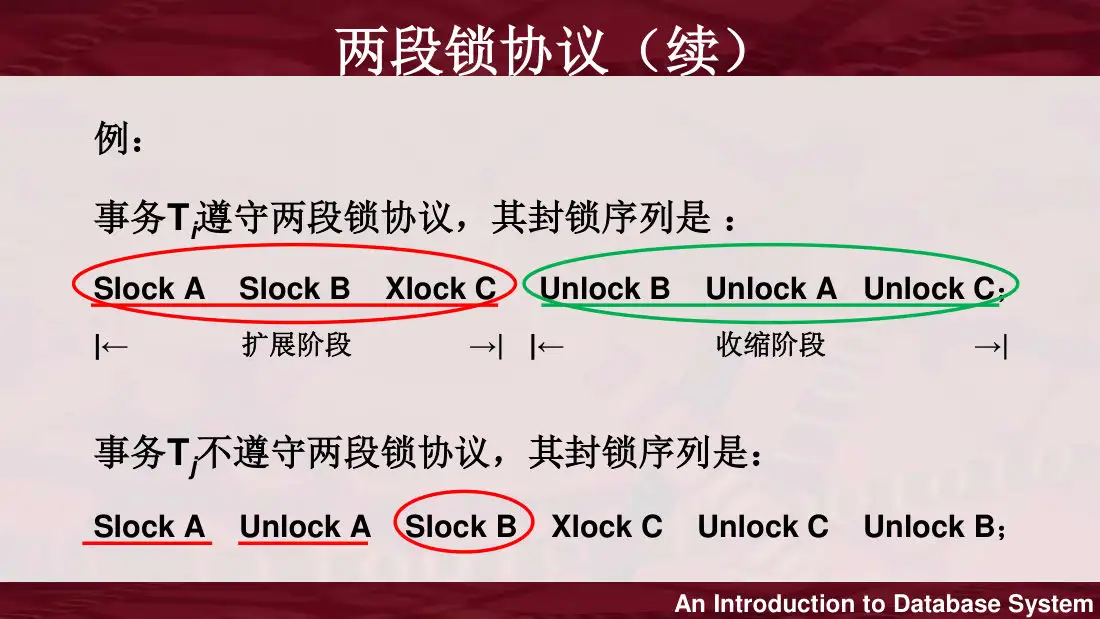 两段锁协议（续）
例：
事务Ti遵守两段锁协议，其封锁序列是 ：
Slock A Slock B Xlock C Unlock B Unlock A Unlock C；
|← 扩展阶段 →| |← 收缩阶段 →|
事务Tj不遵守两段锁协议，其封锁序列是：
Slock A Unlock A Slock B Xlock C Unlock C Unlock B；
An Introduction to Database System